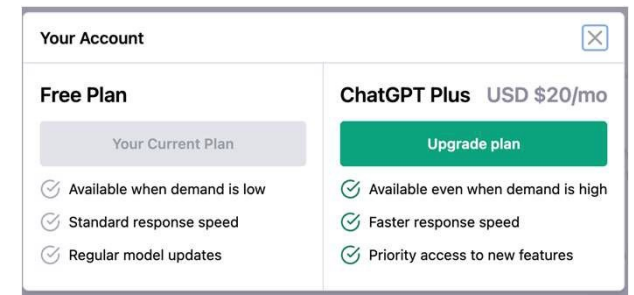 Your Account
Free Plan
Your Current Plan
Available when demand is low
Standard response speed
Regular model updates
ChatGPT Plus USD $20/mo
Upgrade plan
Available even when demand is high
Faster response speed
Priority access to new features